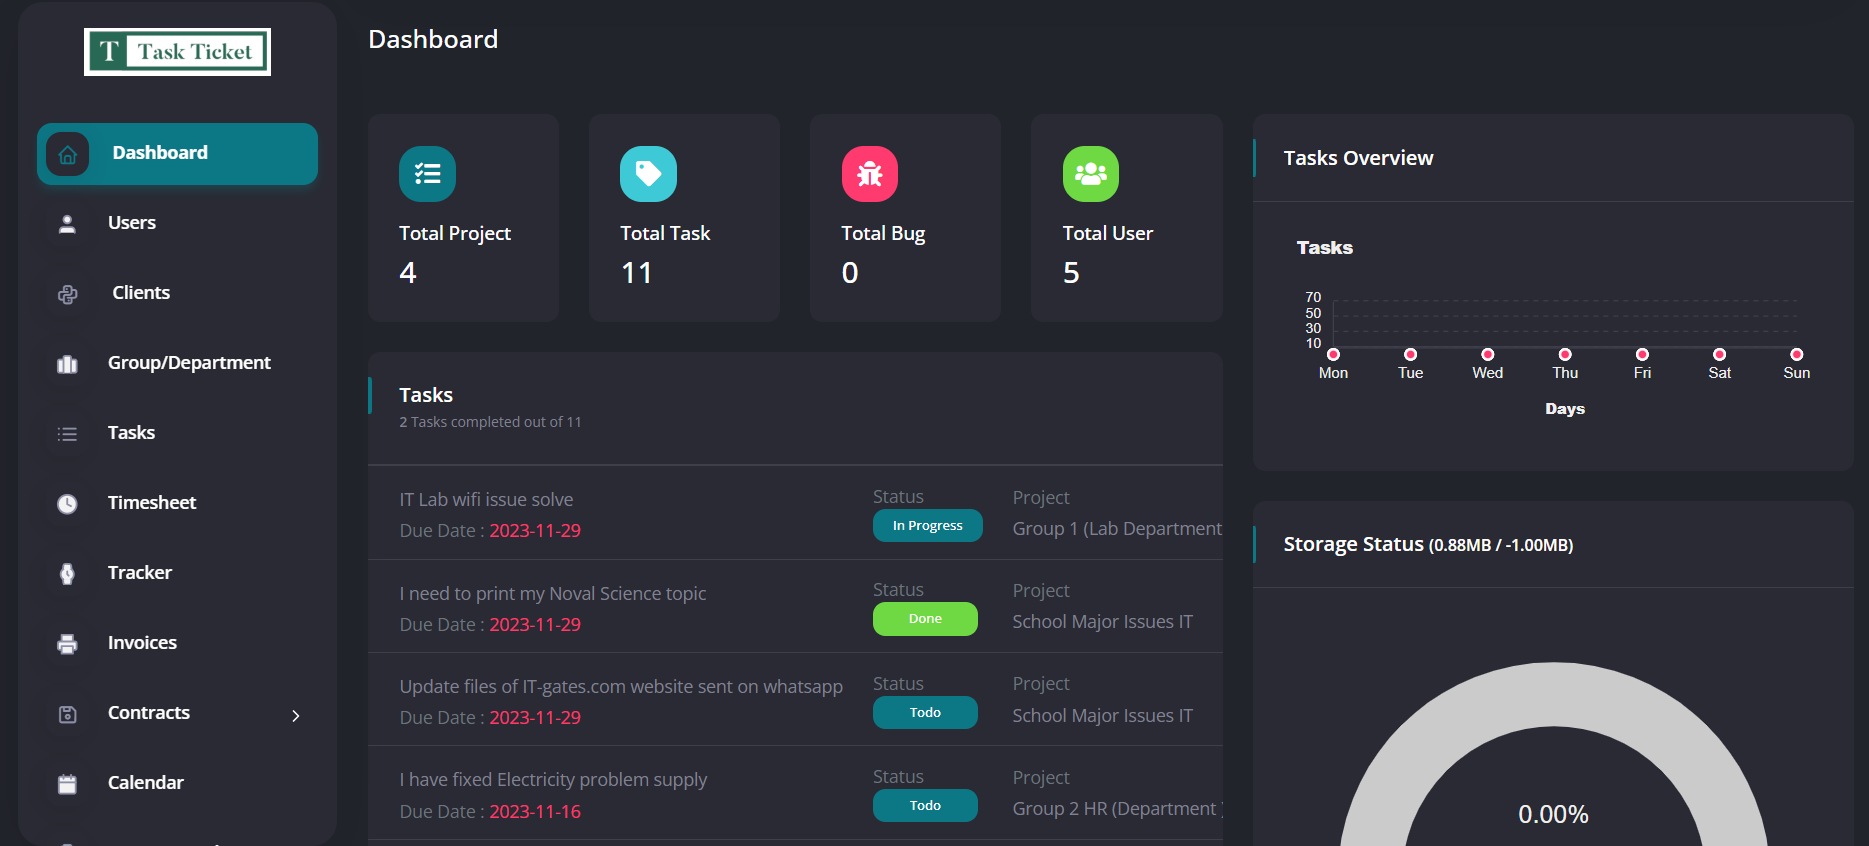 T Task Ticket
Dashboard
Users
Clients
Group/Department
Tasks
Timesheet
Tracker
Invoices
Contracts
Calendar
Dashboard
Total Project
4
Total Task
11
Total Bug
0
Total User
5
Tasks
2 Tasks completed out of 11
IT Lab wifi issue solve
Due Date : 2023-11-29
Status
In Progress
Project
Group 1 (Lab Department
I need to print my Noval Science topic
Due Date : 2023-11-29
Status
Done
Project
School Major Issues IT
Update files of IT-gates.com website sent on whatsapp
Due Date : 2023-11-29
Status
Todo
Project
School Major Issues IT
I have fixed Electricity problem supply
Due Date : 2023-11-16
Status
Todo
Project
Group 2 HR (Department )
Tasks Overview
Tasks
70
50
30
10
Mon Tue Wed Thu Fri Sat Sun
Days
Storage Status (0.88MB / -1.00MB)
0.00%